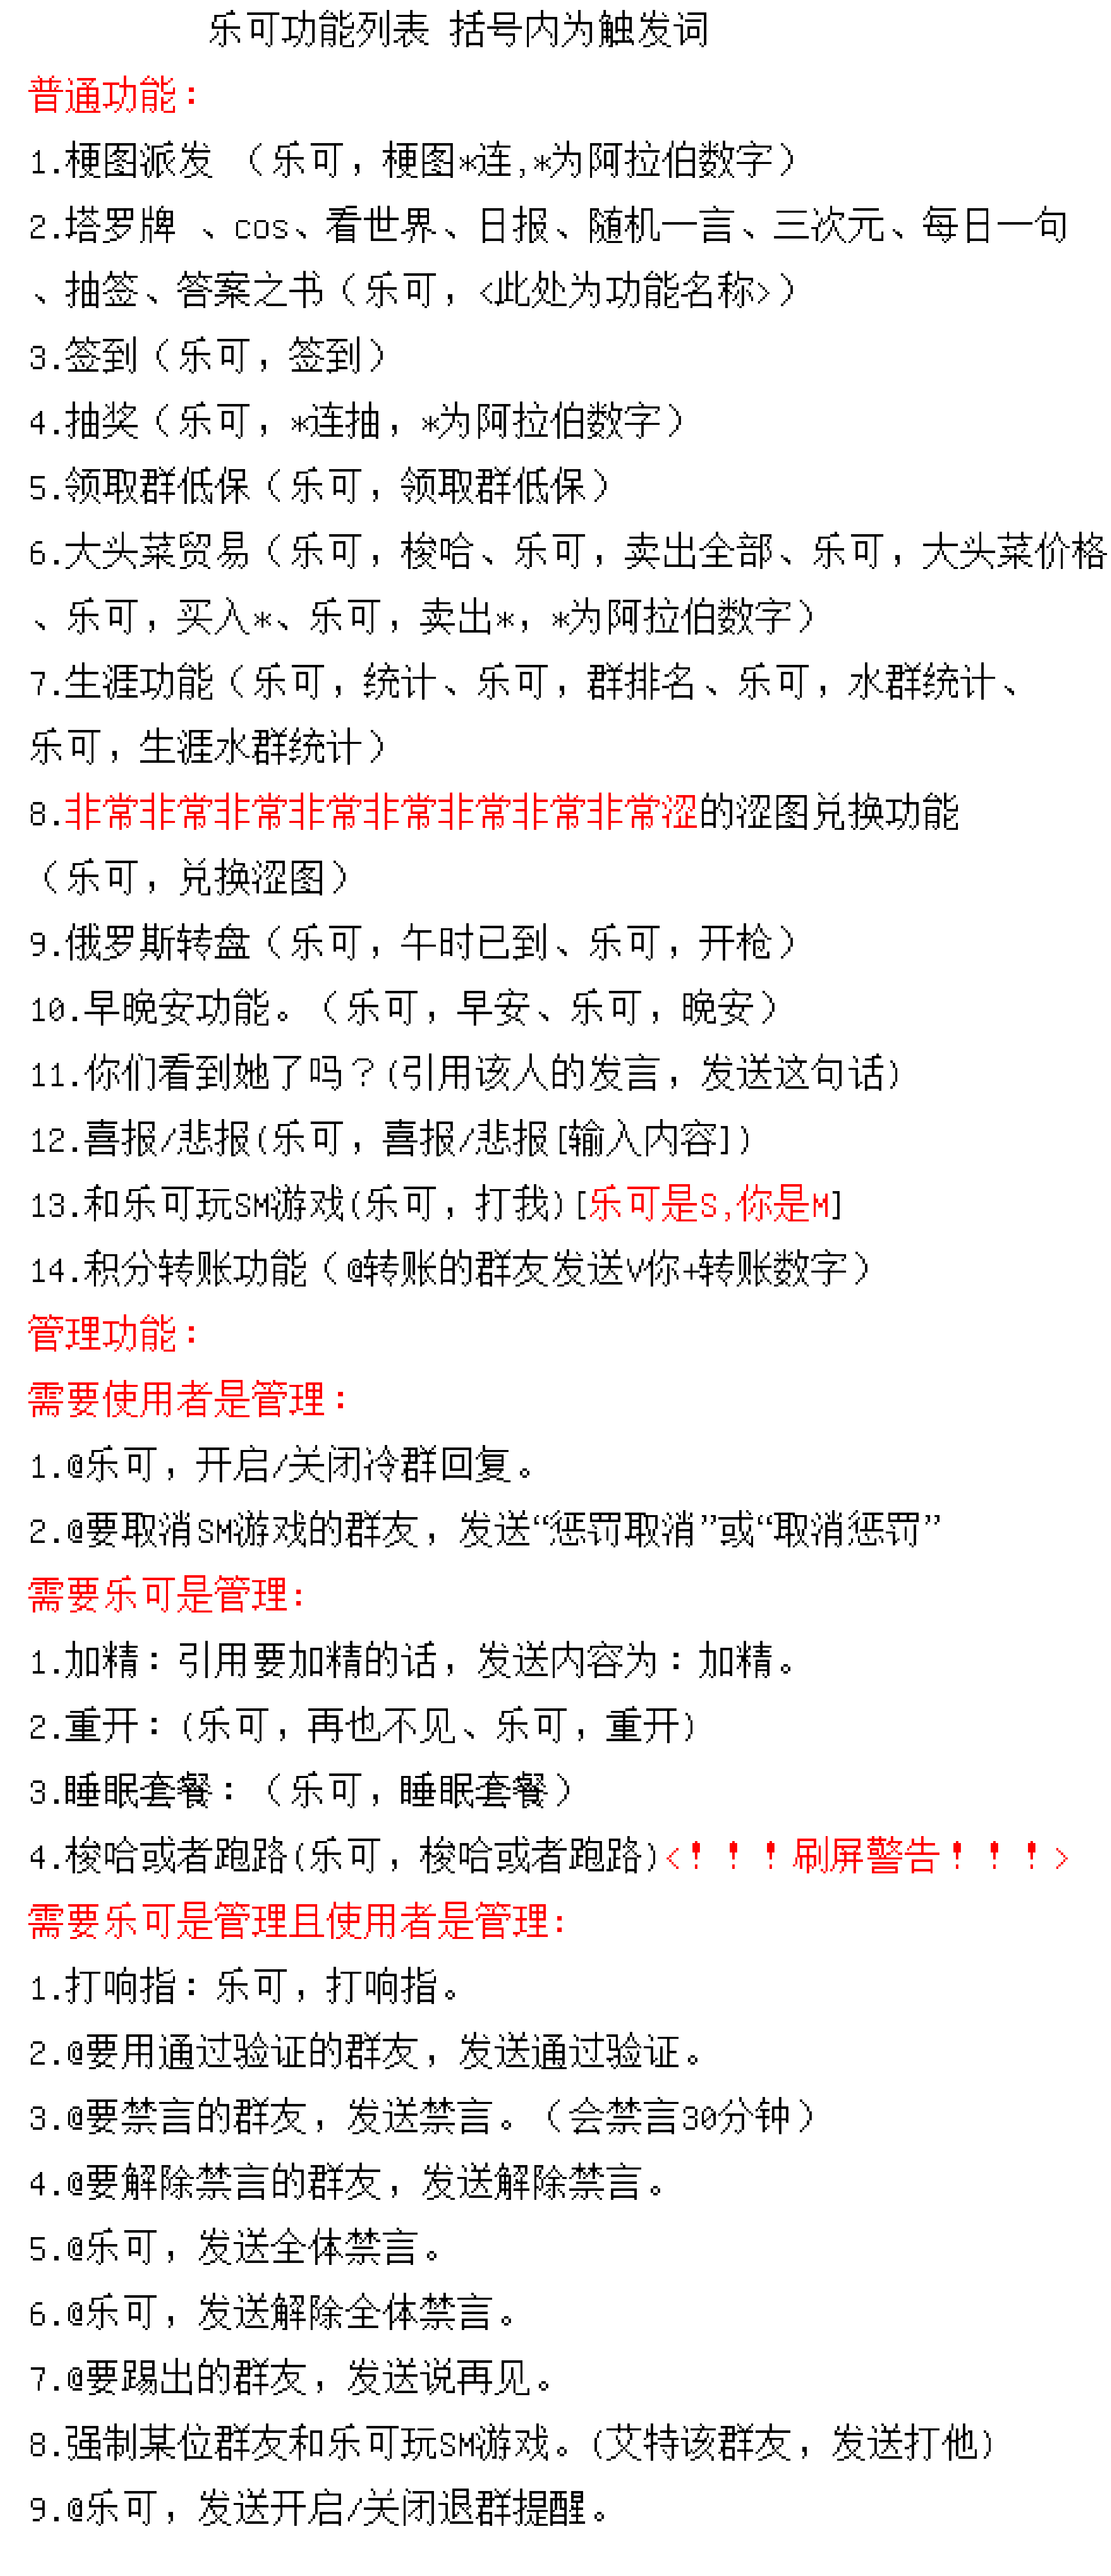 乐可功能列表 括号内为触发词
普通功能：
1.梗图派发 （乐可，梗图*连,*为阿拉伯数字）
2.塔罗牌 、cos、看世界、日报、随机一言、三次元、每日一句
、抽签、答案之书（乐可，<此处为功能名称>）
3.签到（乐可，签到）
4.抽奖（乐可，*连抽，*为阿拉伯数字）
5.领取群低保（乐可，领取群低保）
6.大头菜贸易（乐可，梭哈、乐可，卖出全部、乐可，大头菜价格
、乐可，买入*、乐可，卖出*，*为阿拉伯数字）
7.生涯功能（乐可，统计、乐可，群排名、乐可，水群统计、
乐可，生涯水群统计）
8.非常非常非常非常非常非常非常非常涩的涩图兑换功能
（乐可，兑换涩图）
9.俄罗斯转盘（乐可，午时已到、乐可，开枪）
10.早晚安功能。（乐可，早安、乐可，晚安）
11.你们看到她了吗？(引用该人的发言，发送这句话)
12.喜报/悲报(乐可，喜报/悲报[输入内容])
13.和乐可玩SM游戏(乐可，打我)[乐可是S,你是M]
14.积分转账功能（@转账的群友发送V你+转账数字）
管理功能：
需要使用者是管理：
1.@乐可，开启/关闭冷群回复。
2.@要取消SM游戏的群友，发送“惩罚取消”或“取消惩罚”
需要乐可是管理:
1.加精：引用要加精的话，发送内容为：加精。
2.重开：(乐可，再也不见、乐可，重开)
3.睡眠套餐：（乐可，睡眠套餐）
4.梭哈或者跑路(乐可，梭哈或者跑路)<！！！刷屏警告！！！>
需要乐可是管理且使用者是管理:
1.打响指：乐可，打响指。
2.@要用通过验证的群友，发送通过验证。
3.@要禁言的群友，发送禁言。（会禁言30分钟）
4.@要解除禁言的群友，发送解除禁言。
5.@乐可，发送全体禁言。
6.@乐可，发送解除全体禁言。
7.@要踢出的群友，发送说再见。
8.强制某位群友和乐可玩SM游戏。(艾特该群友，发送打他)
9.@乐可，发送开启/关闭退群提醒。